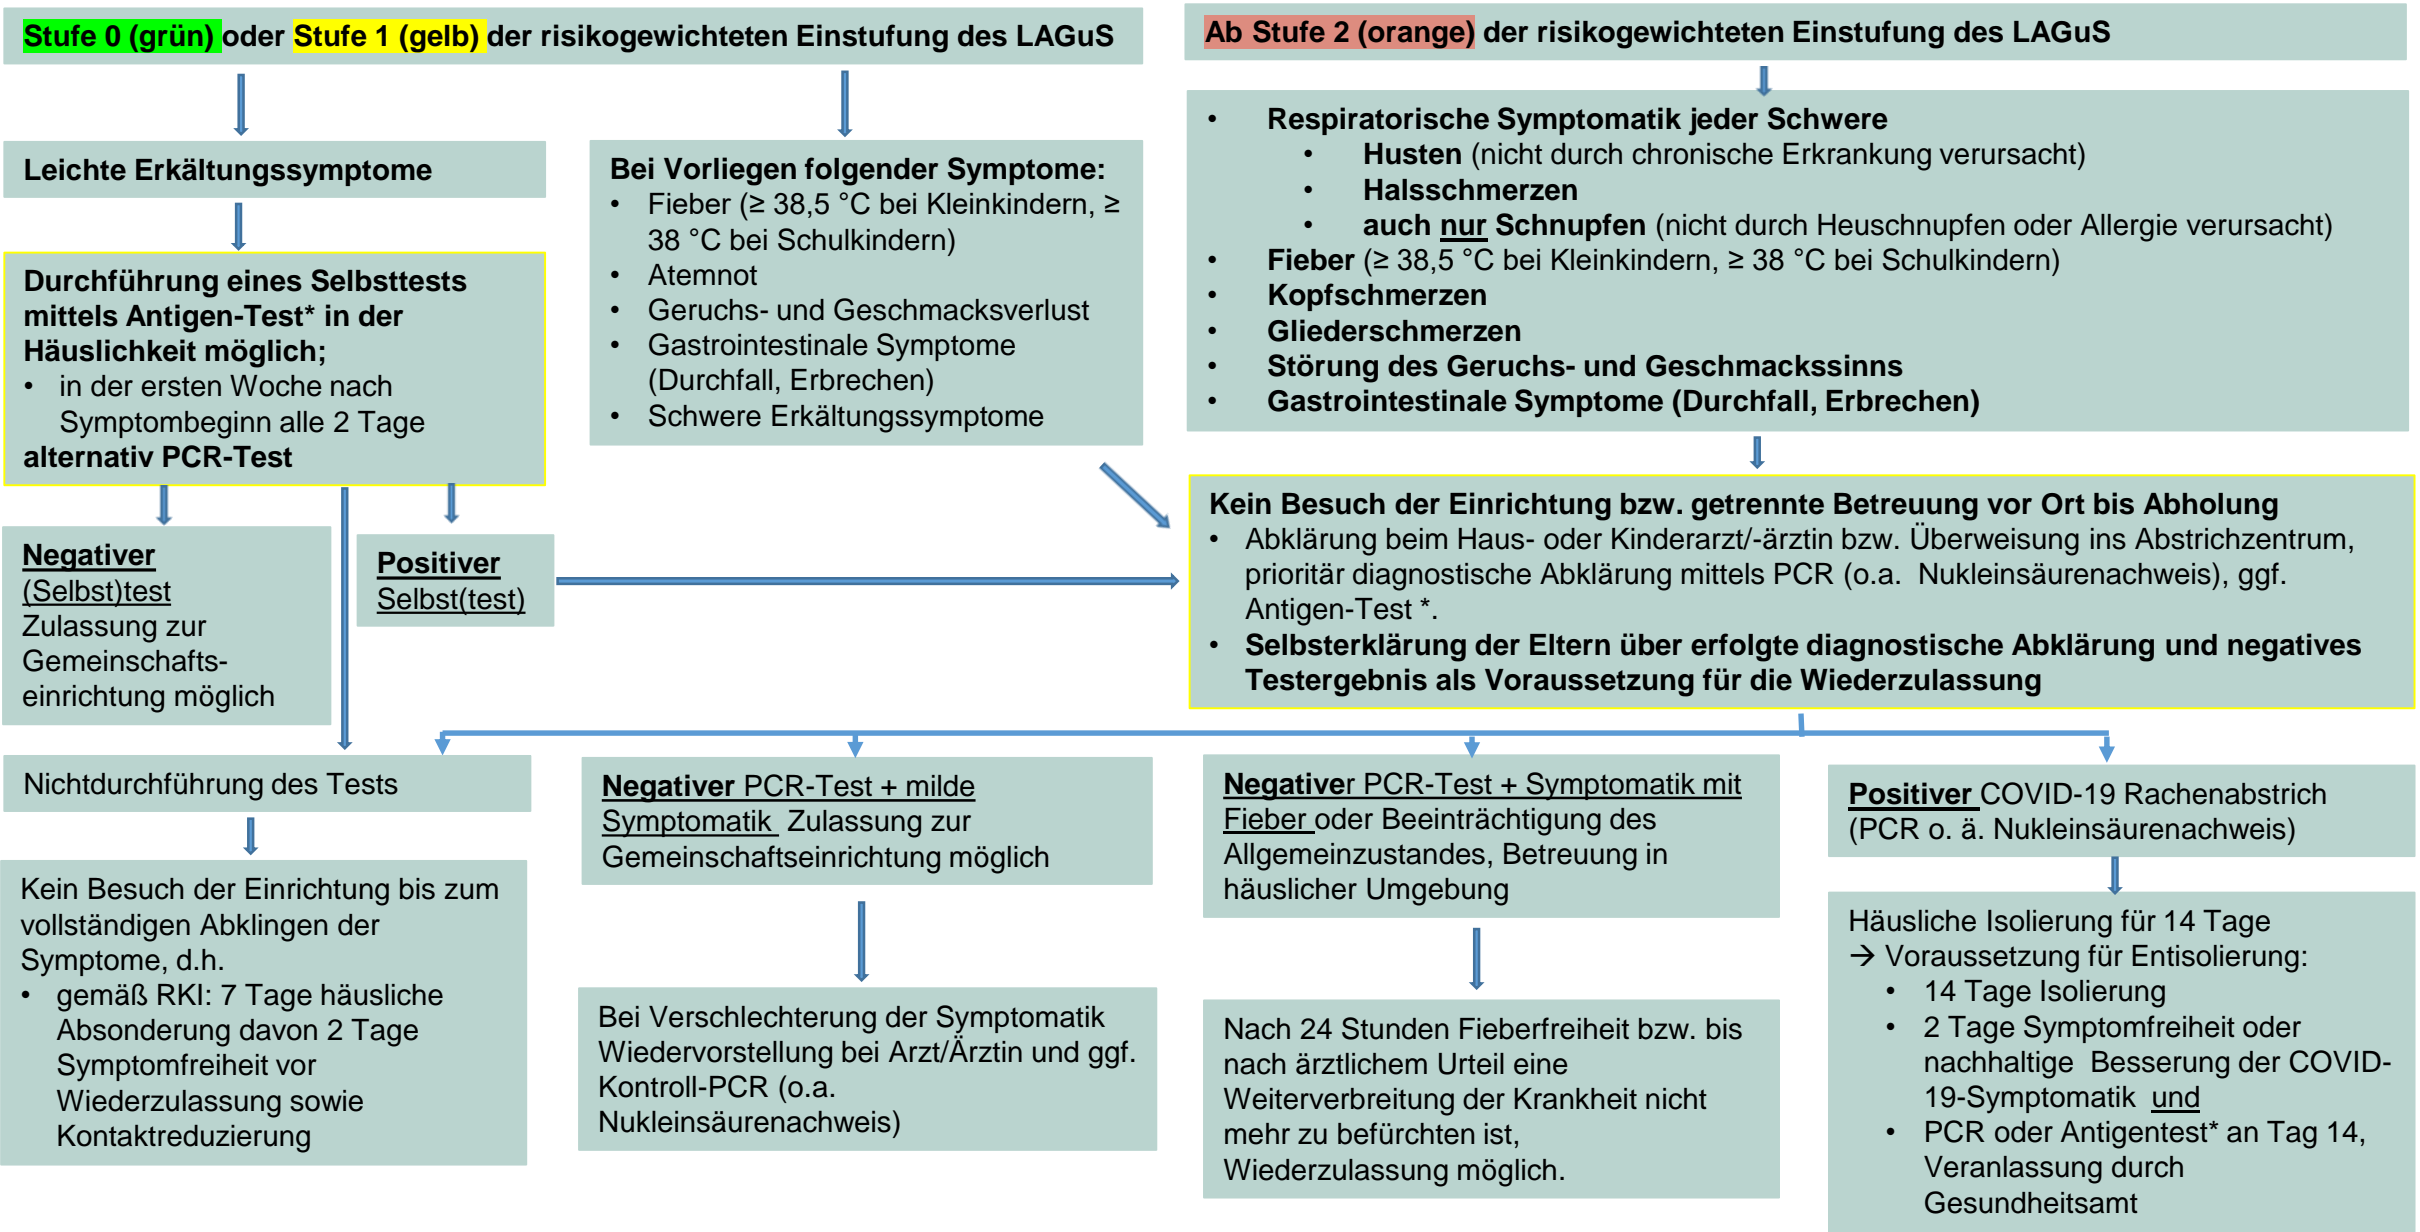 Stufe 0 (grün) oder Stufe 1 (gelb) der risikogewichteten Einstufung des LAGuS
Ab Stufe 2 (orange) der risikogewichteten Einstufung des LAGuS
Leichte Erkältungssymptome
Durchführung eines Selbsttests
mittels Antigen-Test* in der
Häuslichkeit möglich;
• in der ersten Woche nach
Symptombeginn alle 2 Tage
alternativ PCR-Test
Bei Vorliegen folgender Symptome:
• Fieber (≥ 38,5 °C bei Kleinkindern, ≥
38 °C bei Schulkindern)
• Atemnot
• Geruchs- und Geschmacksverlust
• Gastrointestinale Symptome
(Durchfall, Erbrechen)
• Schwere Erkältungssymptome
• Respiratorische Symptomatik jeder Schwere
• Husten (nicht durch chronische Erkrankung verursacht)
• Halsschmerzen
• auch nur Schnupfen (nicht durch Heuschnupfen oder Allergie verursacht)
• Fieber (≥ 38,5 °C bei Kleinkindern, ≥ 38 °C bei Schulkindern)
• Kopfschmerzen
• Gliederschmerzen
• Störung des Geruchs- und Geschmackssinns
• Gastrointestinale Symptome (Durchfall, Erbrechen)
Negativer
(Selbst)test
Zulassung zur
Gemeinschafts-
einrichtung möglich
Positiver
Selbst(test)
Kein Besuch der Einrichtung bzw. getrennte Betreuung vor Ort bis Abholung
• Abklärung beim Haus- oder Kinderarzt/-ärztin bzw. Überweisung ins Abstrichzentrum,
prioritär diagnostische Abklärung mittels PCR (o.a. Nukleinsäurenachweis), ggf.
Antigen-Test *.
• Selbsterklärung der Eltern über erfolgte diagnostische Abklärung und negatives
Testergebnis als Voraussetzung für die Wiederzulassung
Nichtdurchführung des Tests
Kein Besuch der Einrichtung bis zum
vollständigen Abklingen der
Symptome, d.h.
• gemäß RKI: 7 Tage häusliche
Absonderung davon 2 Tage
Symptomfreiheit vor
Wiederzulassung sowie
Kontaktreduzierung
Negativer PCR-Test + milde
Symptomatik Zulassung zur
Gemeinschaftseinrichtung möglich
Bei Verschlechterung der Symptomatik
Wiedervorstellung bei Arzt/Ärztin und ggf.
Kontroll-PCR (o.a.
Nukleinsäurenachweis)
Negativer PCR-Test + Symptomatik mit
Fieber oder Beeinträchtigung des
Allgemeinzustandes, Betreuung in
häuslicher Umgebung
Nach 24 Stunden Fieberfreiheit bzw. bis
nach ärztlichem Urteil eine
Weiterverbreitung der Krankheit nicht
mehr zu befürchten ist,
Wiederzulassung möglich.
Positiver COVID-19 Rachenabstrich
(PCR o. ä. Nukleinsäurenachweis)
Häusliche Isolierung für 14 Tage
→ Voraussetzung für Entisolierung:
• 14 Tage Isolierung
• 2 Tage Symptomfreiheit oder
nachhaltige Besserung der COVID-
19-Symptomatik und
• PCR oder Antigentest* an Tag 14,
Veranlassung durch
Gesundheitsamt